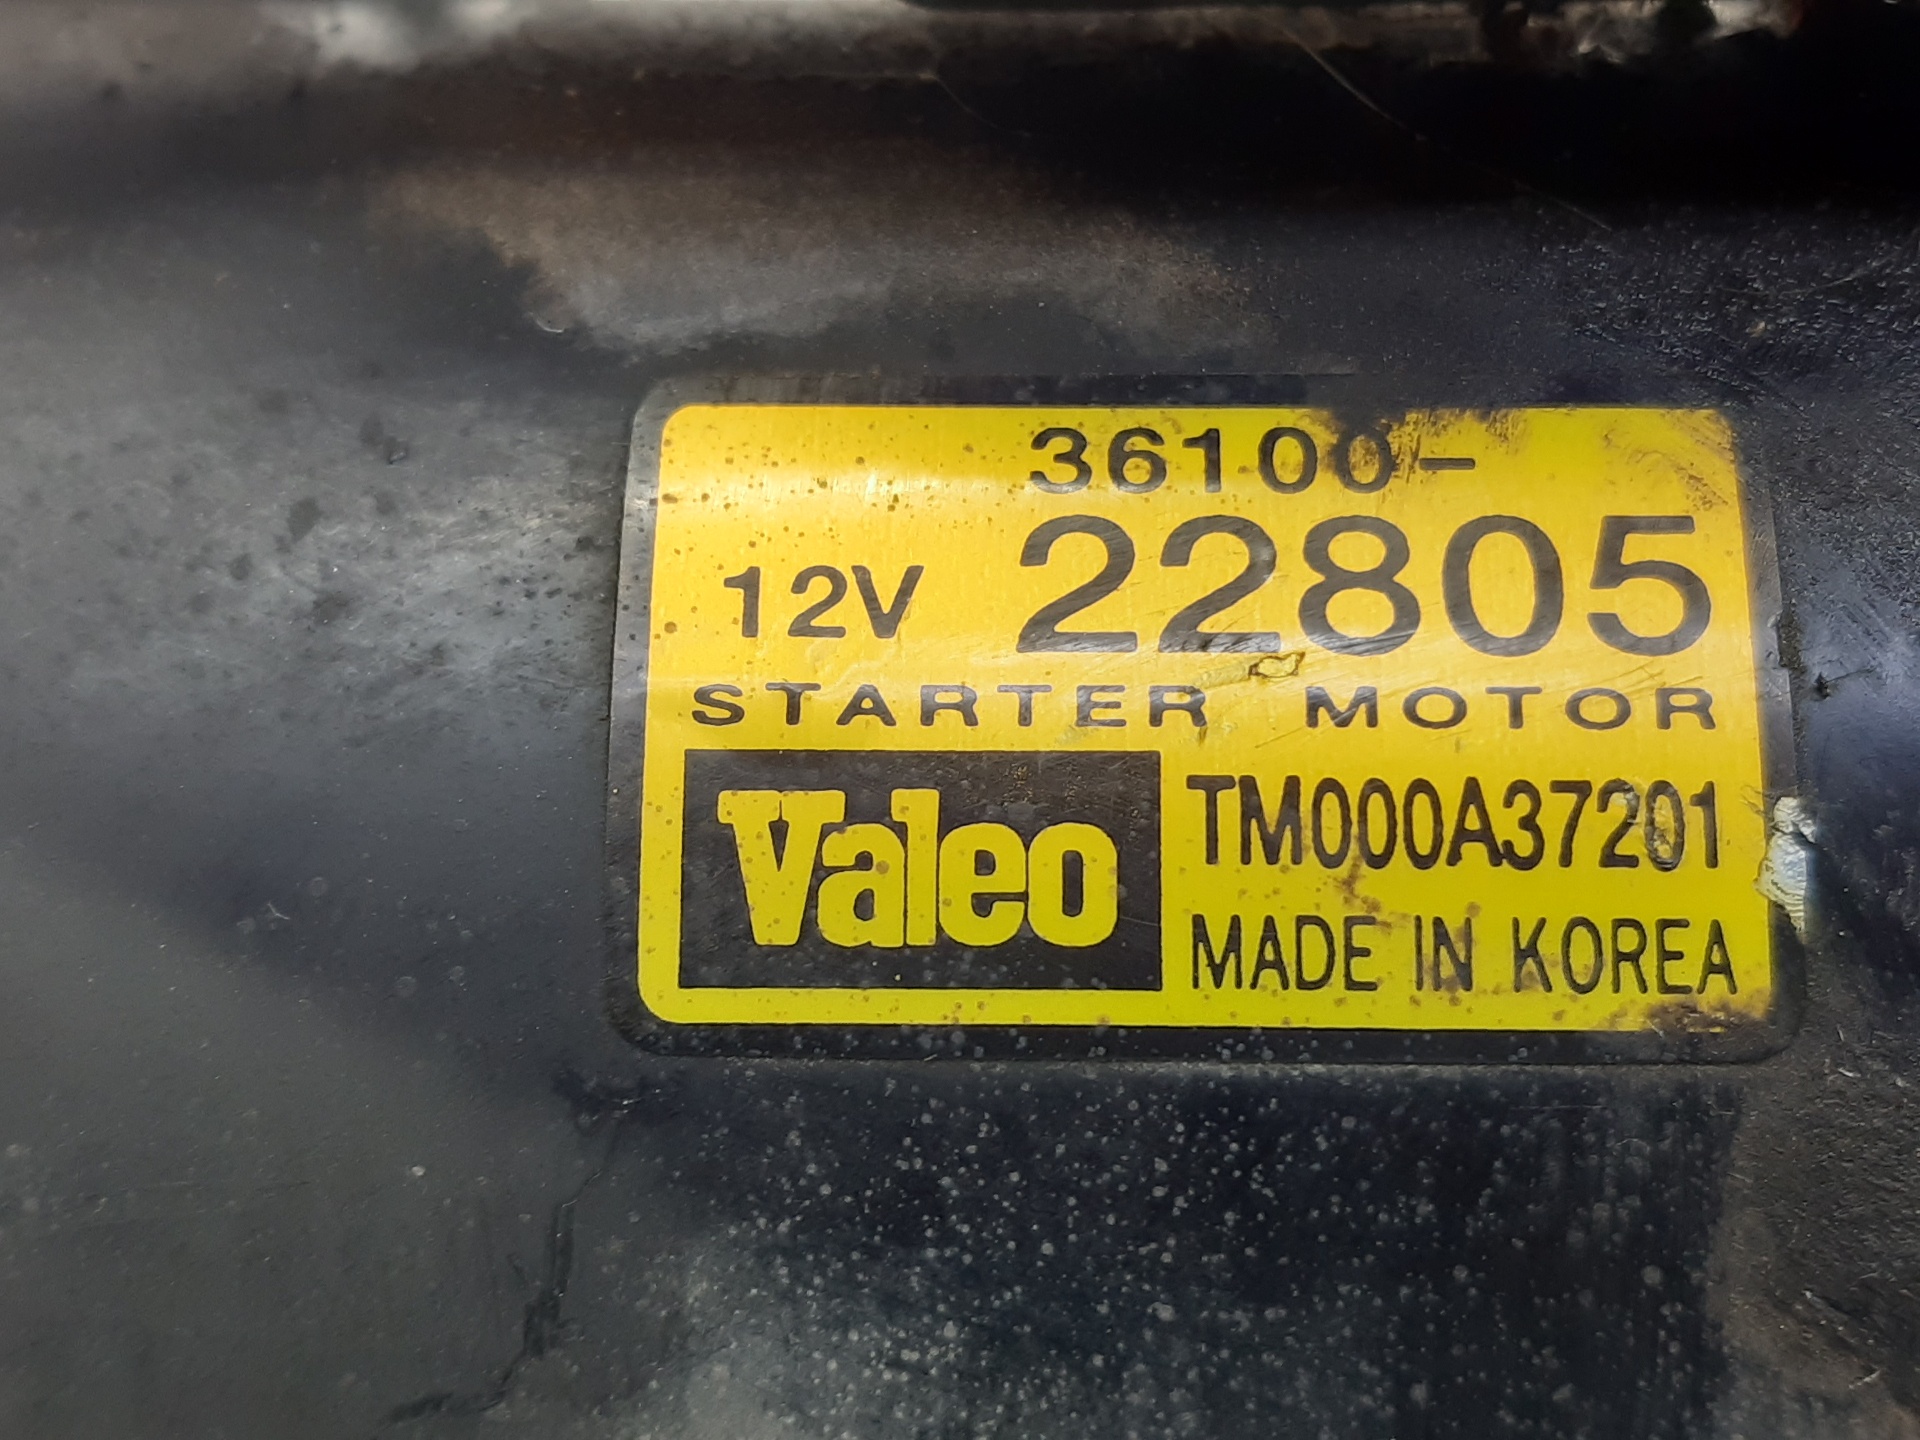 36100-
12V 22805
STARTER MOTOR
Valeo
TM000A37201
MADE IN KOREA